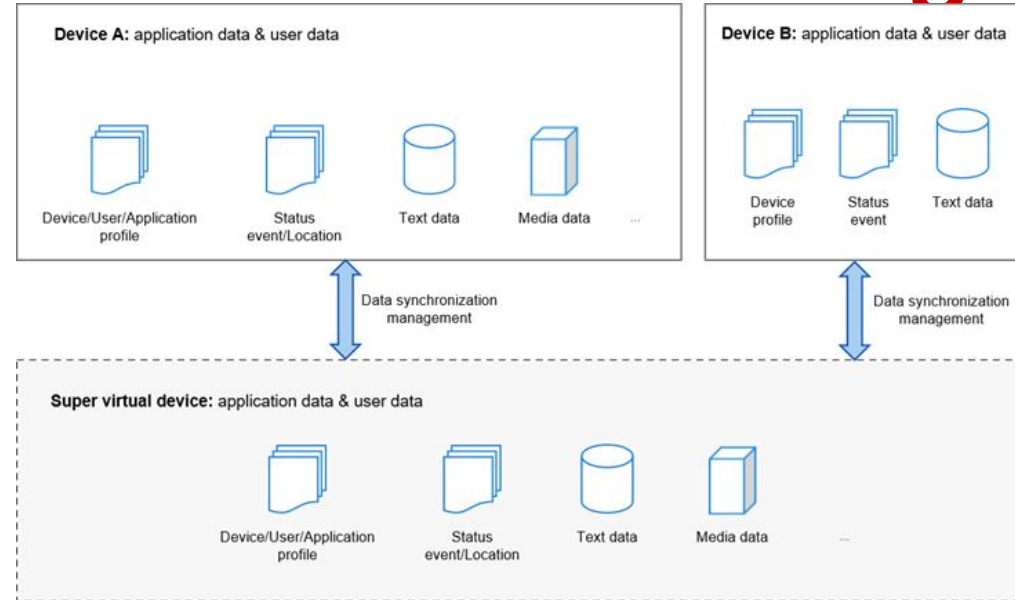 Device A: application data & user data
Device/User/Application
profile
Status
event/Location
Text data
Media data
...
Device B: application data & user data
Device
profile
Status
event
Text data
Data synchronization
management
Data synchronization
management
Super virtual device: application data & user data
Device/User/Application
profile
Status
event/Location
Text data
Media data
...